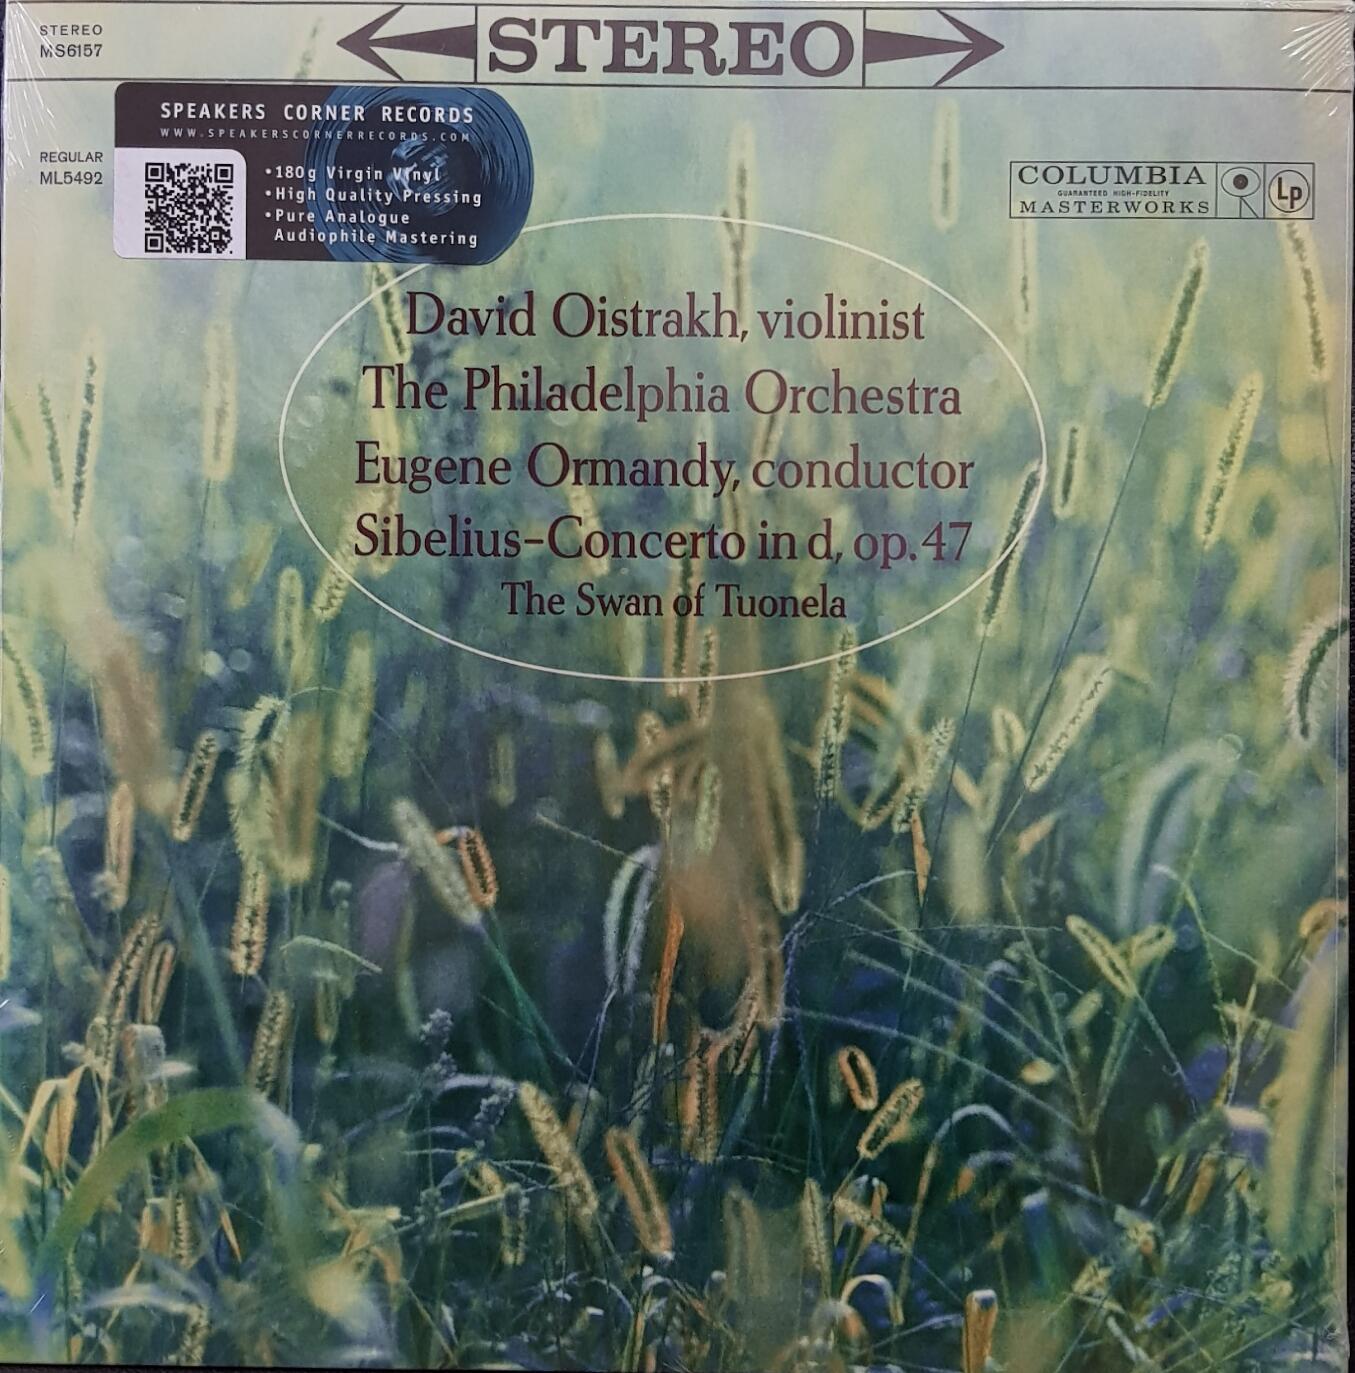 STEREO
MS6157
STEREO
SPEAKERS CORNER RECORDS
WWW.SPEAKERSCORNERRECORDS.COM
REGULAR
ML5492
•180g Virgin Vinyl
•High Quality Pressing
•Pure Analogue
Audiophile Mastering
COLUMBIA
GUARANTEED HIGH-FIDELITY
MASTERWORKS
Lp
David Oistrakh, violinist
The Philadelphia Orchestra
Eugene Ormandy, conductor
Sibelius-Concerto in d, op. 47
The Swan of Tuonela